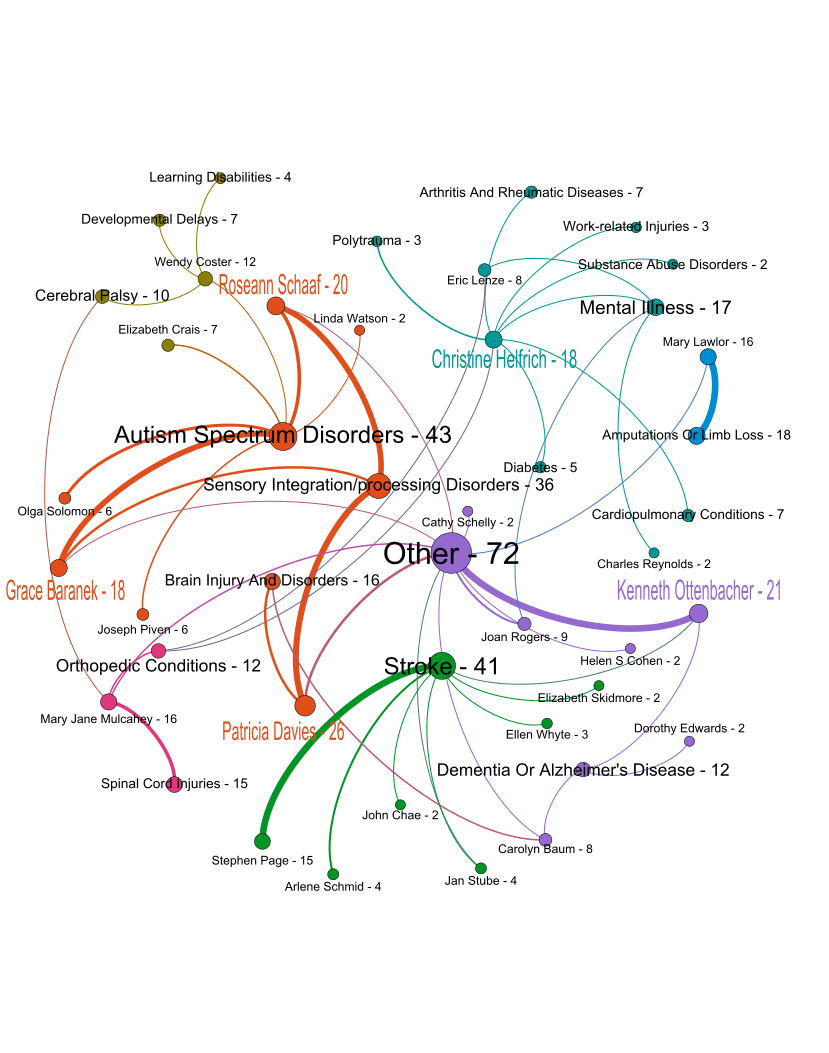 Learning Disabilities - 4
Arthritis And Rheumatic Diseases - 7
Developmental Delays - 7
Work-related Injuries - 3
Polytrauma - 3
Wendy Coster - 12
Substance Abuse Disorders - 2
Eric Lenze - 8
Roseann Schaaf - 20
Cerebral Palsy - 10
Mental Illness - 17
Linda Watson - 2
Elizabeth Crais - 7
Mary Lawlor - 16
Christine Helfrich - 18
Autism Spectrum Disorders - 43
Amputations Or Limb Loss - 18
Diabetes - 5
Sensory Integration/processing Disorders - 36
Olga Solomon - 6
Cardiopulmonary Conditions - 7
Cathy Schelly - 2
Other - 72
Charles Reynolds - 2
Brain Injury And Disorders - 16
Grace Baranek - 18
Kenneth Ottenbacher - 21
Joseph Piven - 6
Joan Rogers - 9
Helen S Cohen - 2
Orthopedic Conditions - 12
Stroke - 41
Elizabeth Skidmore - 2
Mary Jane Mulcahey - 16
Patricia Davies - 26
Ellen Whyte - 3
Dorothy Edwards - 2
Dementia Or Alzheimer's Disease - 12
Spinal Cord Injuries - 15
John Chae - 2
Carolyn Baum - 8
Stephen Page - 15
Jan Stube - 4
Arlene Schmid - 4